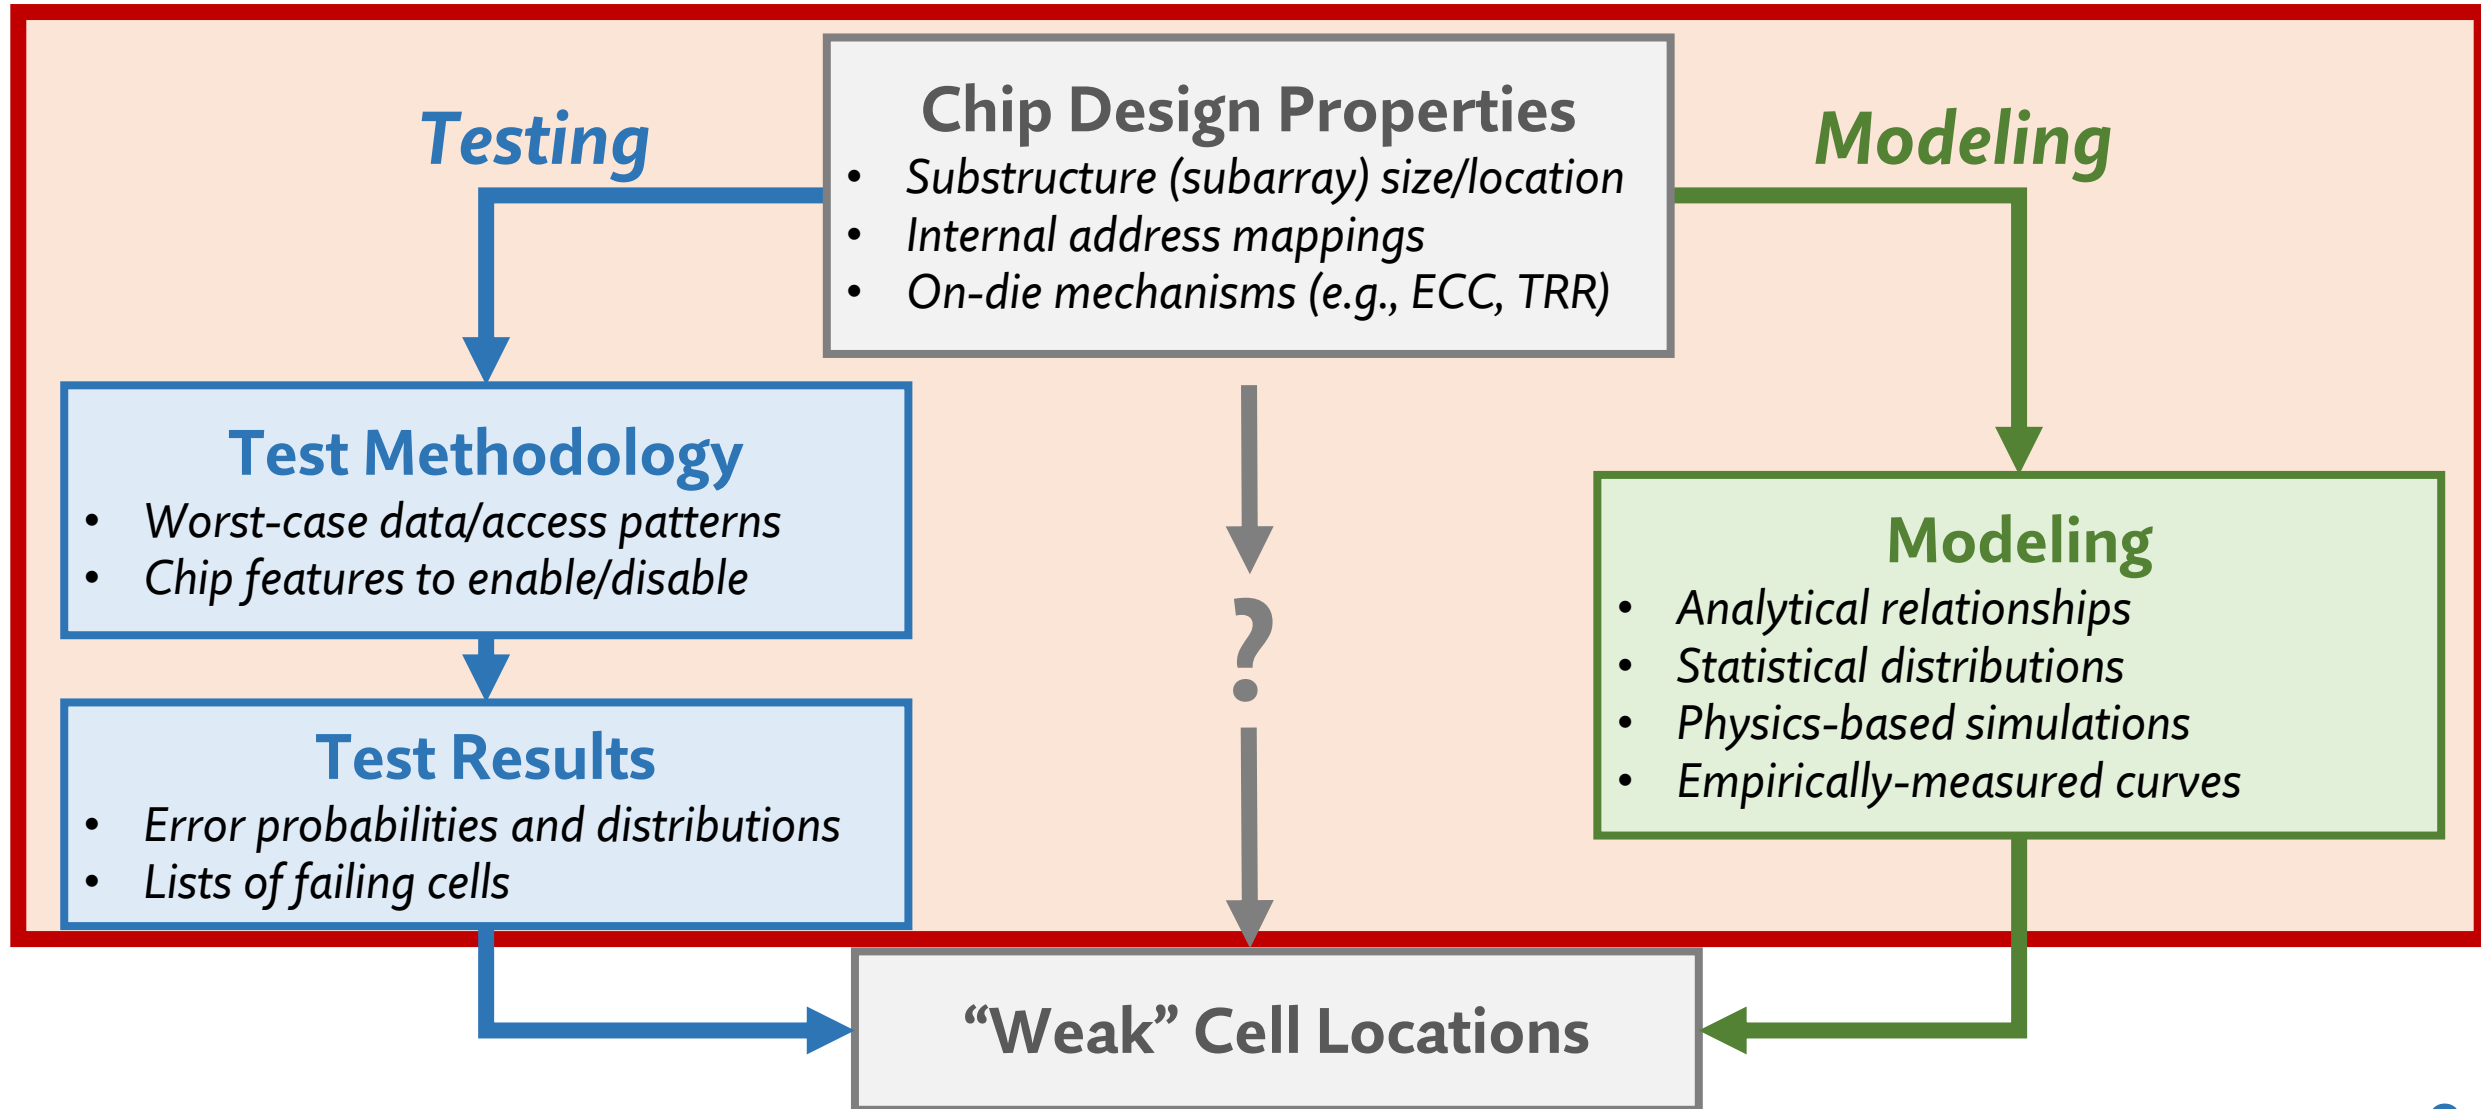 Testing
Chip Design Properties
• Substructure (subarray) size/location
• Internal address mappings
• On-die mechanisms (e.g., ECC, TRR)
Modeling
Test Methodology
• Worst-case data/access patterns
• Chip features to enable/disable
Test Results
• Error probabilities and distributions
• Lists of failing cells
?
Modeling
• Analytical relationships
• Statistical distributions
• Physics-based simulations
• Empirically-measured curves
“Weak” Cell Locations